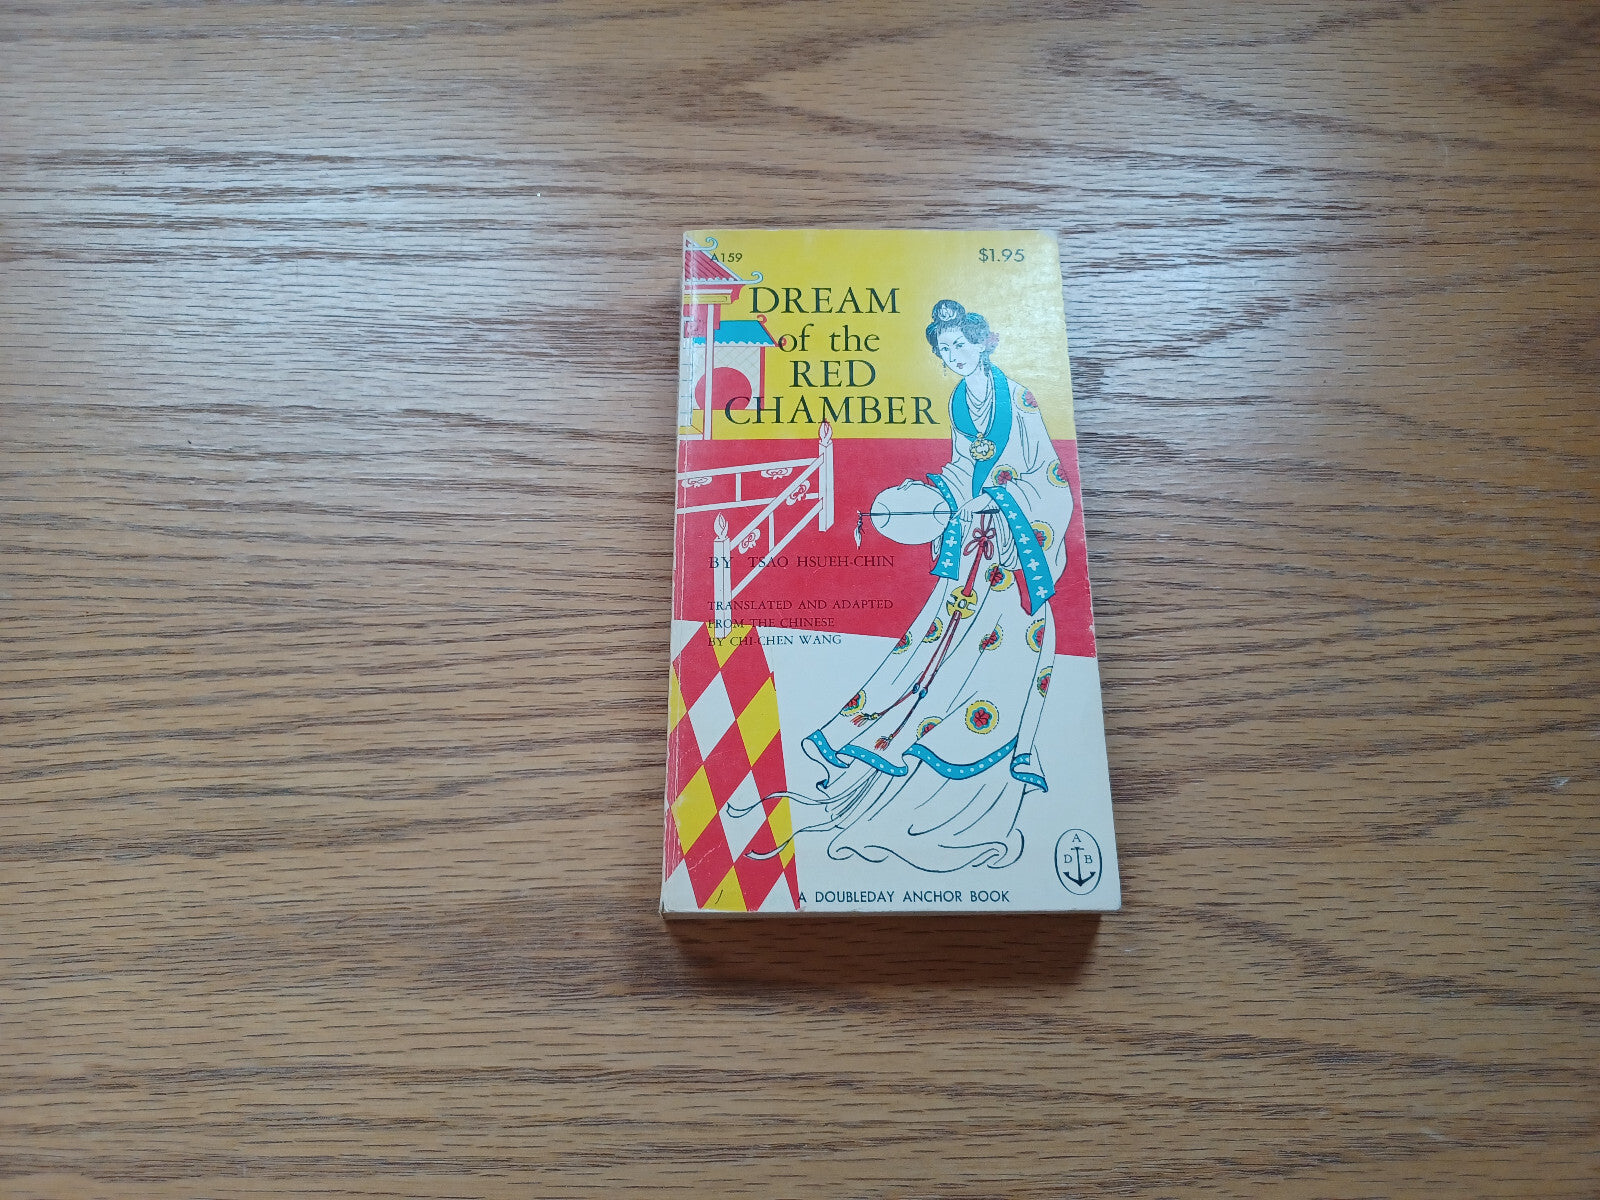 A159
$1.95
DREAM
of the
RED
CHAMBER
BY TSAO HSUEH-CHIN
TRANSLATED AND ADAPTED
FROM THE CHINESE
BY CHI-CHEN WANG
A
D B
A DOUBLEDAY ANCHOR BOOK